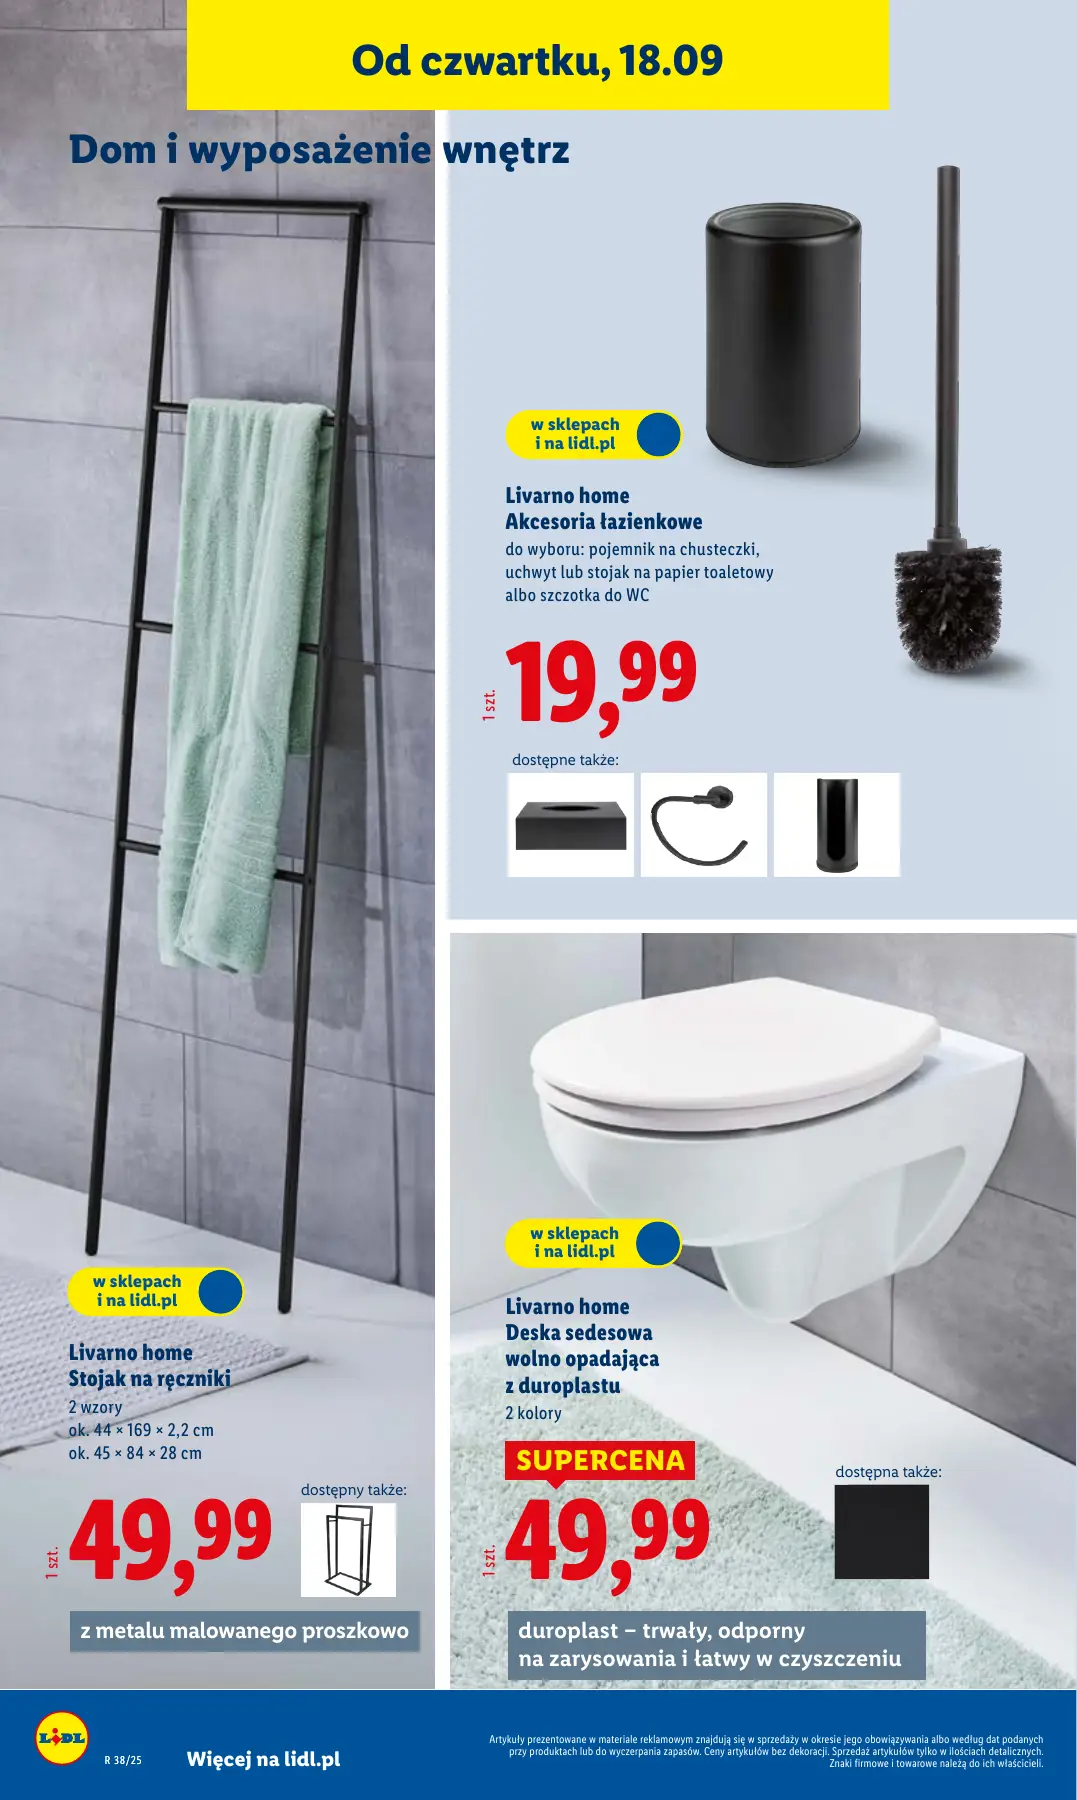 Od czwartku, 18.09
Dom i wyposażenie wnętrz
w sklepach
i na lidl.pl
Livarno home
Akcesoria łazienkowe
do wyboru: pojemnik na chusteczki,
uchwyt lub stojak na papier toaletowy
albo szczotka do WC
1 szt.
19,99
dostępne także:
w sklepach
i na lidl.pl
Livarno home
Stojak na ręczniki
2 wzory
ok. 44 × 169 × 2,2 cm
ok. 45 × 84 × 28 cm
dostępny także:
1 szt.
49,99
z metalu malowanego proszkowo
w sklepach
i na lidl.pl
Livarno home
Deska sedesowa
wolno opadająca
z duroplastu
2 kolory
SUPERCENA
dostępna także:
1 szt.
49,99
duroplast – trwały, odporny
na zarysowania i łatwy w czyszczeniu
LIDL
R 38/25
Więcej na lidl.pl
Artykuły prezentowane w materiale reklamowym znajdują się w sprzedaży w okresie jego obowiązywania albo według dat podanych
przy produktach lub do wyczerpania zapasów. Ceny artykułów bez dekoracji. Sprzedaż artykułów tylko w ilościach detalicznych.
Znaki firmowe i towarowe należą do ich właścicieli.